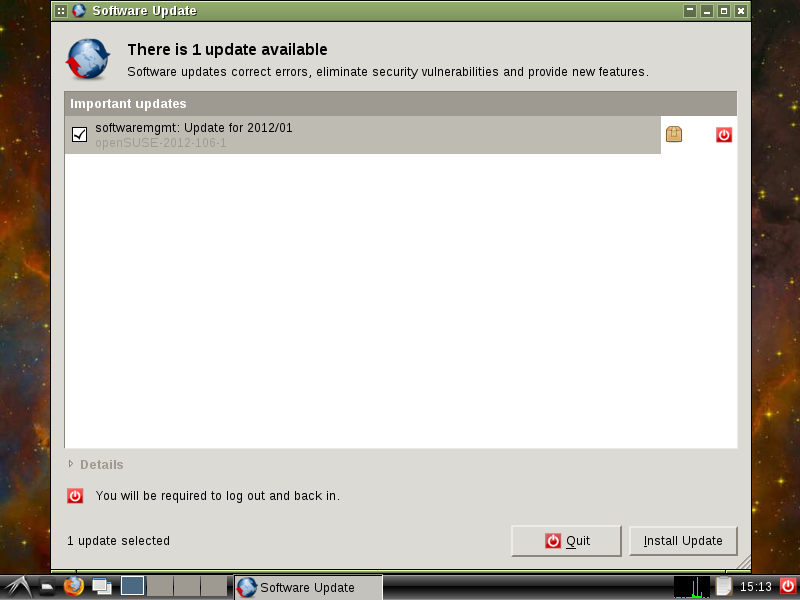 Software Update
There is 1 update available
Software updates correct errors, eliminate security vulnerabilities and provide new features.
Important updates
softwaremgmt: Update for 2012/01
openSUSE-2012-106-1
Details
You will be required to log out and back in.
1 update selected
Quit
Install Update
Software Update
15:13